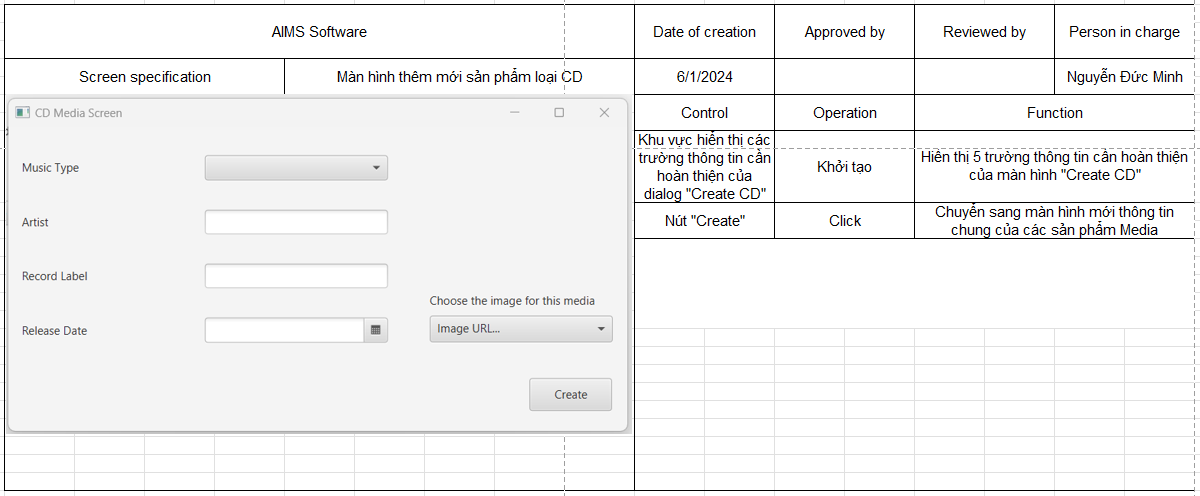 AIMS Software
Date of creation
Approved by
Reviewed by
Person in charge
Screen specification
Màn hình thêm mới sản phẩm loại CD
6/1/2024
Nguyễn Đức Minh
CD Media Screen
Music Type
Artist
Record Label
Release Date
Choose the image for this media
Image URL...
Create
Control
Operation
Function
Khu vực hiển thị các
trường thông tin cần
hoàn thiện của
dialog "Create CD"
Khởi tạo
Hiển thị 5 trường thông tin cần hoàn thiện
của màn hình "Create CD"
Nút "Create"
Click
Chuyển sang màn hình mới thông tin
chung của các sản phẩm Media